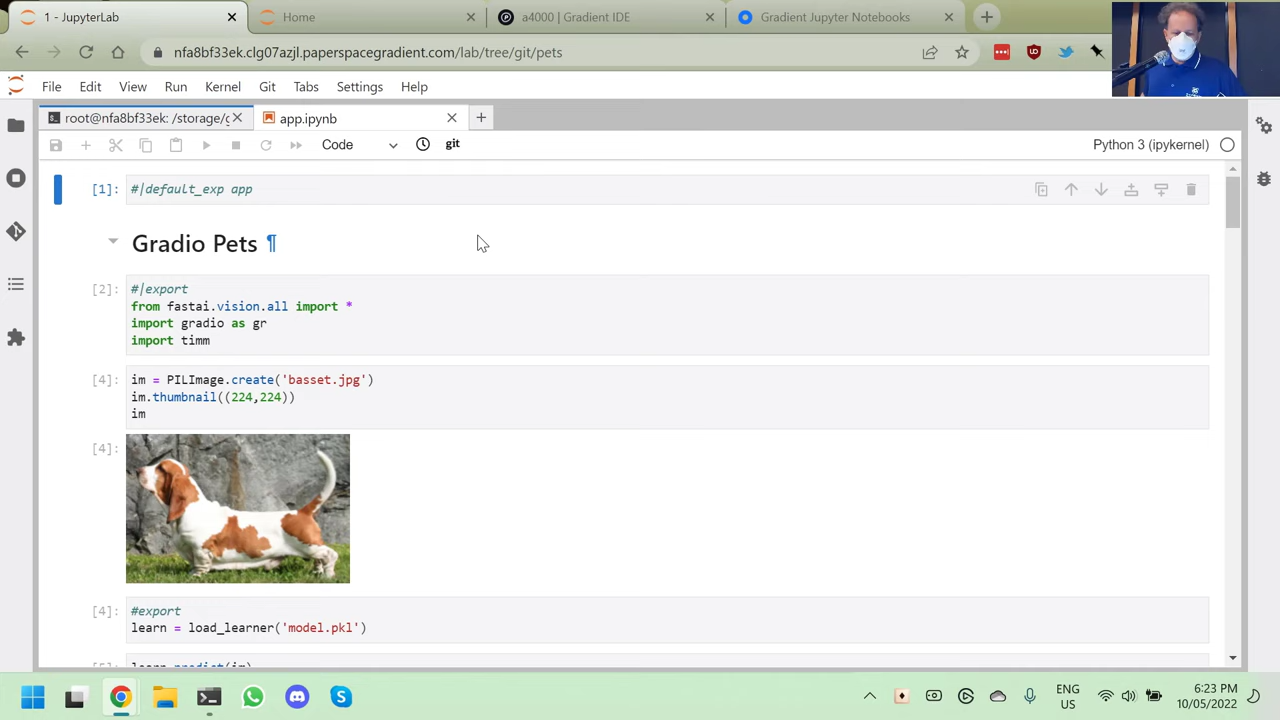 1 - JupyterLab
Home
a4000 | Gradient IDE
Gradient Jupyter Notebooks
nfa8bf33ek.clg07azjl.paperspacegradient.com/lab/tree/git/pets
File Edit View Run Kernel Git Tabs Settings Help
root@nfa8bf33ek: /storage/g
app.ipynb
Code
git
Python 3 (ipykernel)
[1]: #|default_exp app
Gradio Pets ¶
[2]: #|export
from fastai.vision.all import *
import gradio as gr
import timm
[4]: im = PILImage.create('basset.jpg')
im.thumbnail((224,224))
im
[4]:
[4]: #export
learn = load_learner('model.pkl')
[5]: learn.predict(im)
ENG
US
6:23 PM
10/05/2022